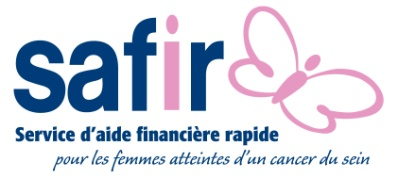 safir
Service d'aide financière rapide
pour les femmes atteintes d'un cancer du sein